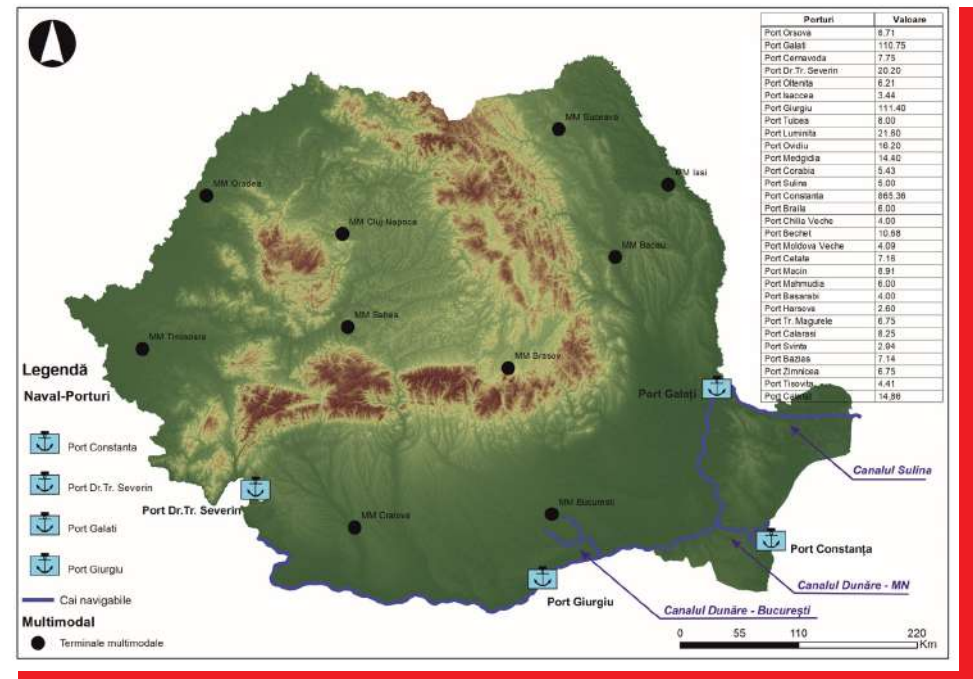 Porturi Valoare
Port Orsova 8.71
Port Galati 110.75
Port Cernavoda 7.75
Port Dr.Tr. Severin 20.20
Port Oltenita 6.21
Port Isaccea 3.44
Port Giurgiu 111.40
Port Tulcea 8.00
Port Luminita 21.60
Port Ovidiu 16.20
Port Medgidia 14.40
Port Corabia 5.43
Port Sulina 5.00
Port Constanta 865.36
Port Braila 6.00
Port Chilia Veche 4.00
Port Bechet 10.68
Port Moldova Veche 4.09
Port Cetate 7.16
Port Macin 8.91
Port Mahmudia 6.00
Port Basarabi 4.00
Port Harsova 2.60
Port Tr. Magurele 6.75
Port Calarasi 8.25
Port Svinta 2.94
Port Bazias 7.14
Port Zimnicea 6.75
Port Tisovita 4.41
Port 14.88
MM Suceava
MM Iasi
MM Oradea
MM Cluj-Napoca
MM Bacau
MM Sebea
MM Timisoara
MM Brasov
Port Galați
Canalul Sulina
Port Dr.Tr. Severin
MM Craiova
MM Bucuresti
Port Constanța
Port Giurgiu
Canalul Dunăre - MN
Canalul Dunăre - București
Legendă
Naval-Porturi
Port Constanta
Port Dr.Tr. Severin
Port Galati
Port Giurgiu
Cai navigabile
Multimodal
Terminale multimodale
0 55 110 220
Km